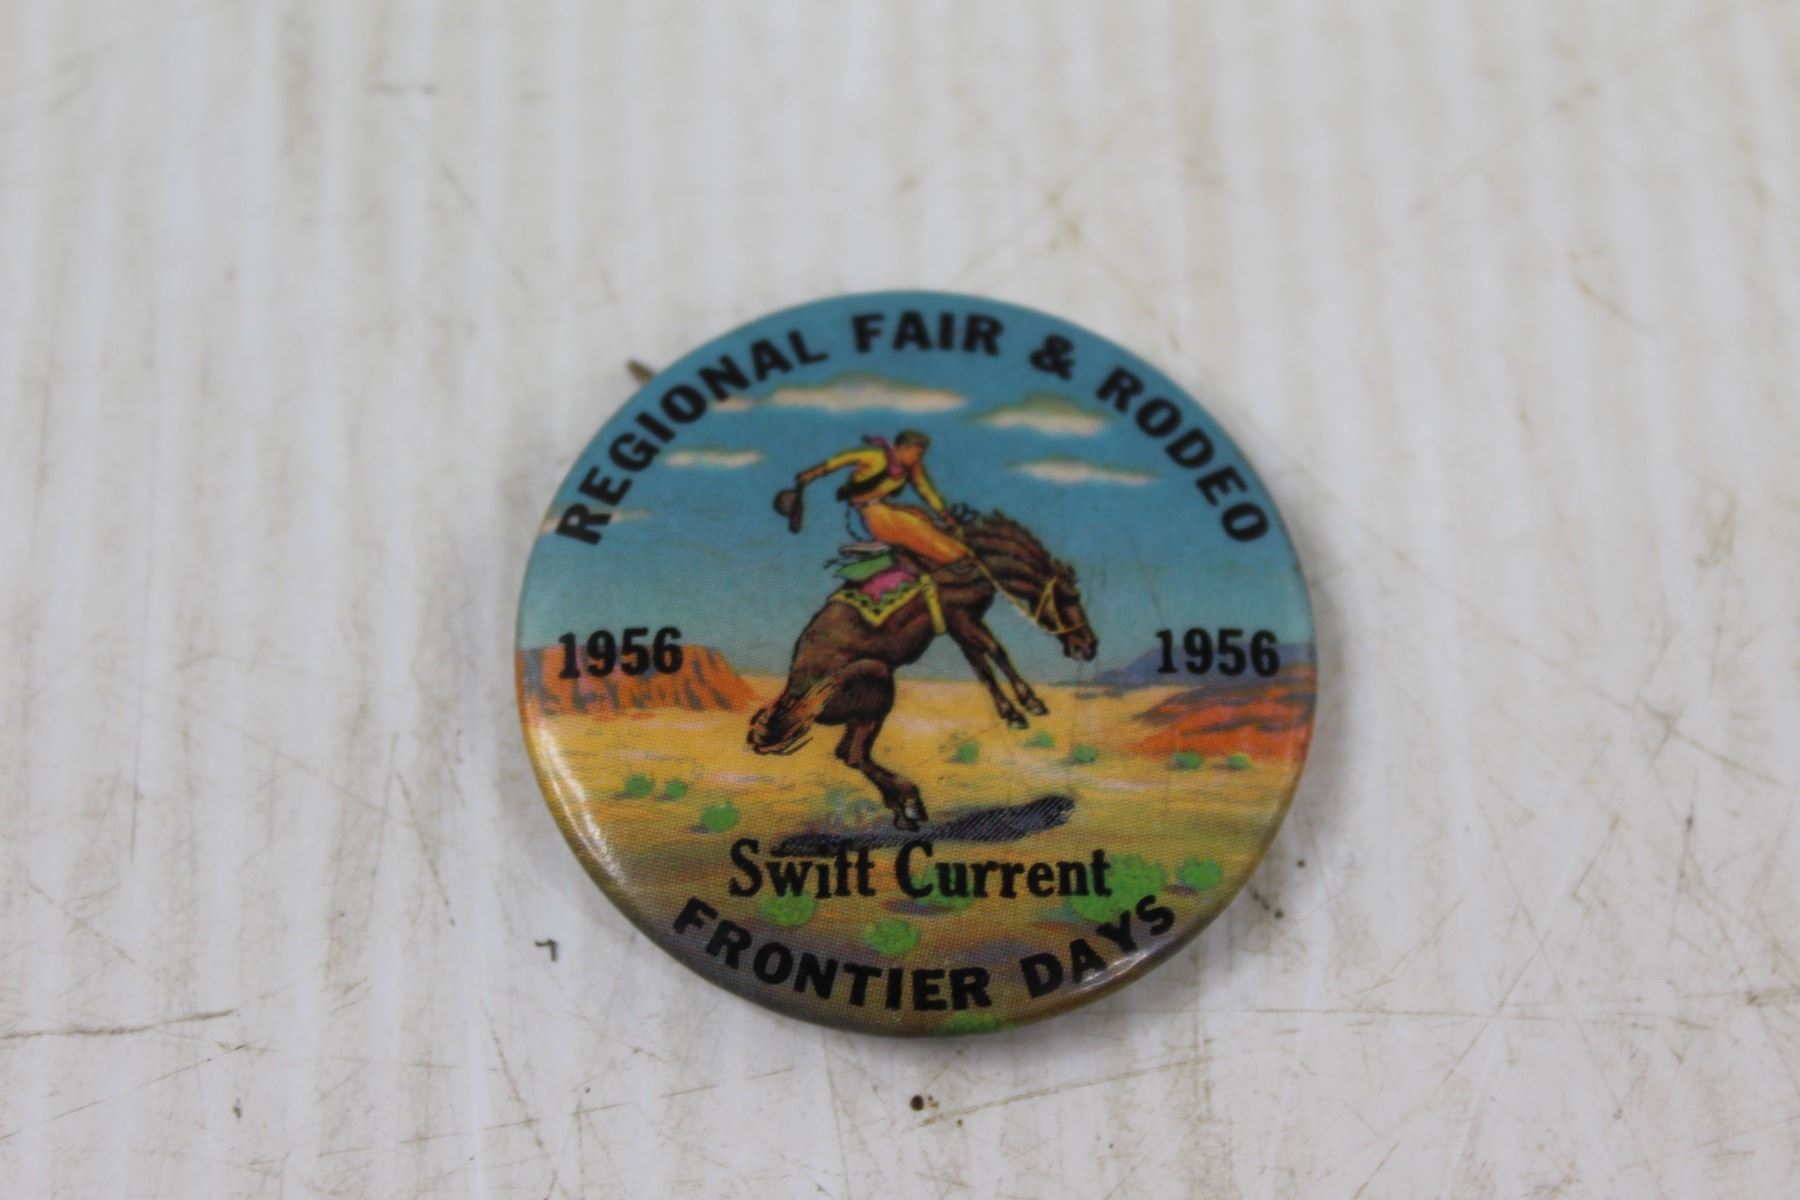 REGIONAL FAIR & RODEO
1956 1956
Swift Current
FRONTIER DAYS